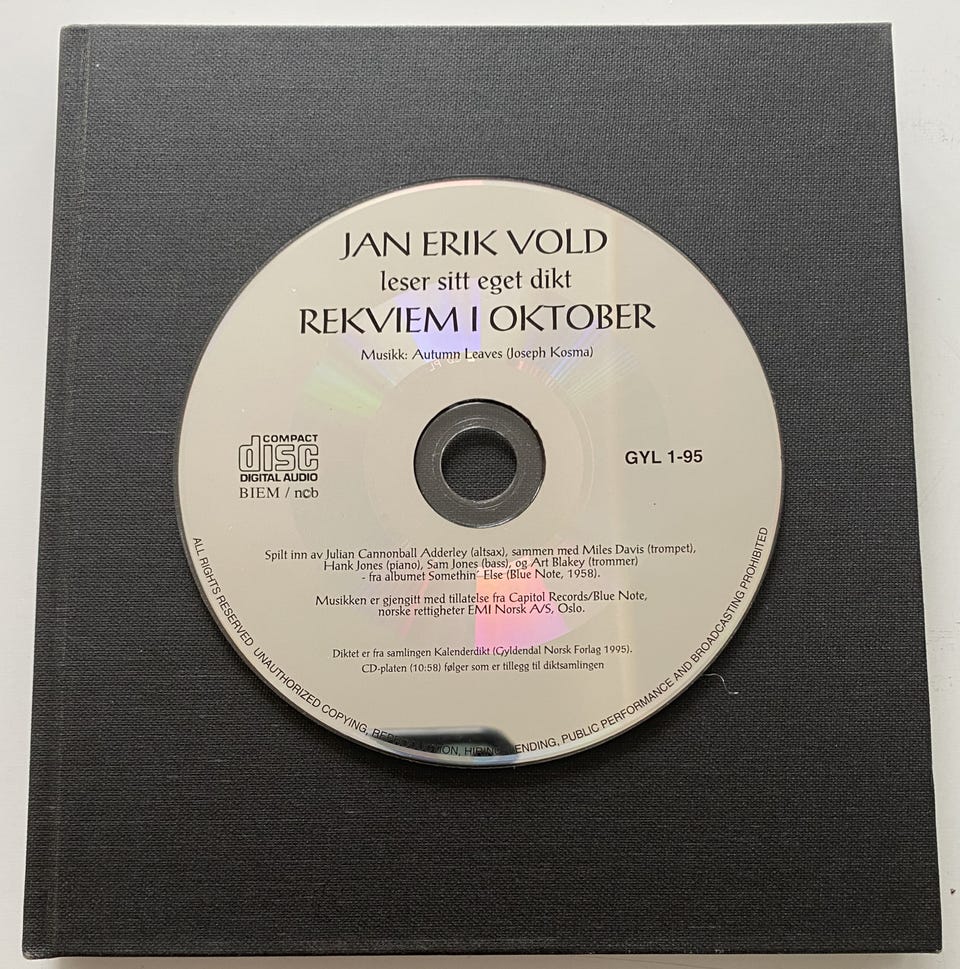 JAN ERIK VOLD
leser sitt eget dikt
REKVIEM I OKTOBER
Musikk: Autumn Leaves (Joseph Kosma)
COMPACT
disc
DIGITAL AUDIO
BIEM / ncb
GYL 1-95
Spilt inn av Julian Cannonball Adderley (altsax), sammen med Miles Davis (trompet),
Hank Jones (piano), Sam Jones (bass), og Art Blakey (trommer)
- fra albumet Somethin' Else (Blue Note, 1958).
Musikken er gjengitt med tillatelse fra Capitol Records/Blue Note,
norske rettigheter EMI Norsk A/S, Oslo.
Diktet er fra samlingen Kalenderdikt (Gyldendal Norsk Forlag 1995).
CD-platen (10:58) følger som er tillegg til diktsamlingen
ALL RIGHTS RESERVED. UNAUTHORIZED COPYING, REPRODUCTION, HIRING, LENDING, PUBLIC PERFORMANCE AND BROADCASTING PROHIBITED